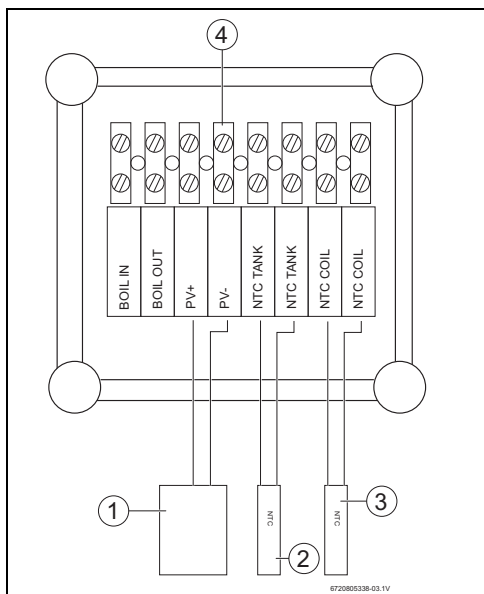 4
BOIL IN
BOIL OUT
PV+
PV-
NTC TANK
NTC TANK
NTC COIL
NTC COIL
1
NTC
2
NTC
3
6720805338-03.1V